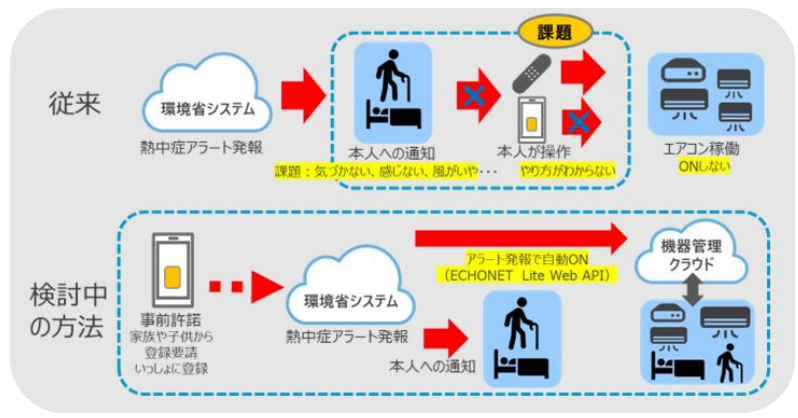 課題
従来
環境省システム
熱中症アラート発報
本人への通知
本人が操作
エアコン稼働
ONしない
課題：気づかない、感じない、風がいや・・・
やり方がわからない
検討中
の方法
事前許諾
家族や子供から
登録要請
いっしょに登録
環境省システム
熱中症アラート発報
アラート発報で自動ON
（ECHONET Lite Web API）
機器管理
クラウド
本人への通知